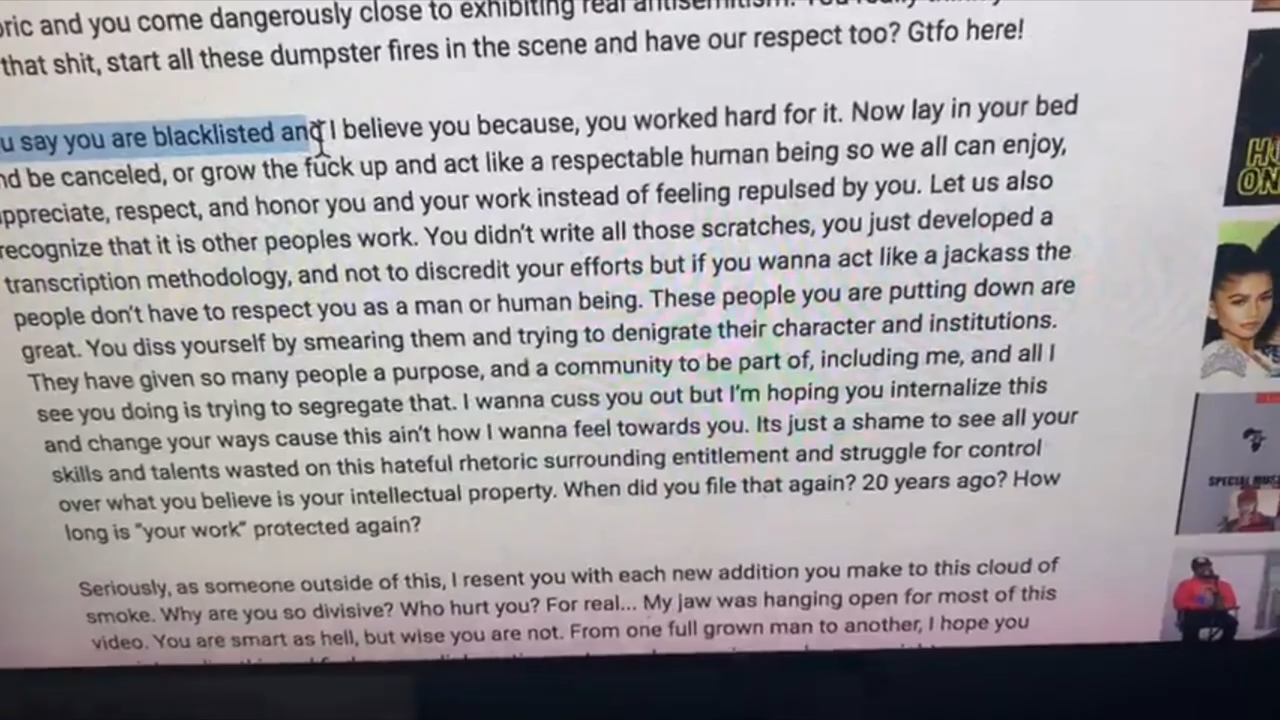 oric and you come dangerously close to exhibiting real antisemitism.
that shit, start all these dumpster fires in the scene and have our respect too? Gtfo here!
u say you are blacklisted and I believe you because, you worked hard for it. Now lay in your bed
nd be canceled, or grow the fuck up and act like a respectable human being so we all can enjoy,
ppreciate, respect, and honor you and your work instead of feeling repulsed by you. Let us also
recognize that it is other peoples work. You didn't write all those scratches, you just developed a
transcription methodology, and not to discredit your efforts but if you wanna act like a jackass the
people don't have to respect you as a man or human being. These people you are putting down are
great. You diss yourself by smearing them and trying to denigrate their character and institutions.
They have given so many people a purpose, and a community to be part of, including me, and all I
see you doing is trying to segregate that. I wanna cuss you out but I'm hoping you internalize this
and change your ways cause this ain't how I wanna feel towards you. Its just a shame to see all your
skills and talents wasted on this hateful rhetoric surrounding entitlement and struggle for control
over what you believe is your intellectual property. When did you file that again? 20 years ago? How
long is "your work" protected again?
Seriously, as someone outside of this, I resent you with each new addition you make to this cloud of
smoke. Why are you so divisive? Who hurt you? For real... My jaw was hanging open for most of this
video. You are smart as hell, but wise you are not. From one full grown man to another, I hope you
ON
SPECIAL